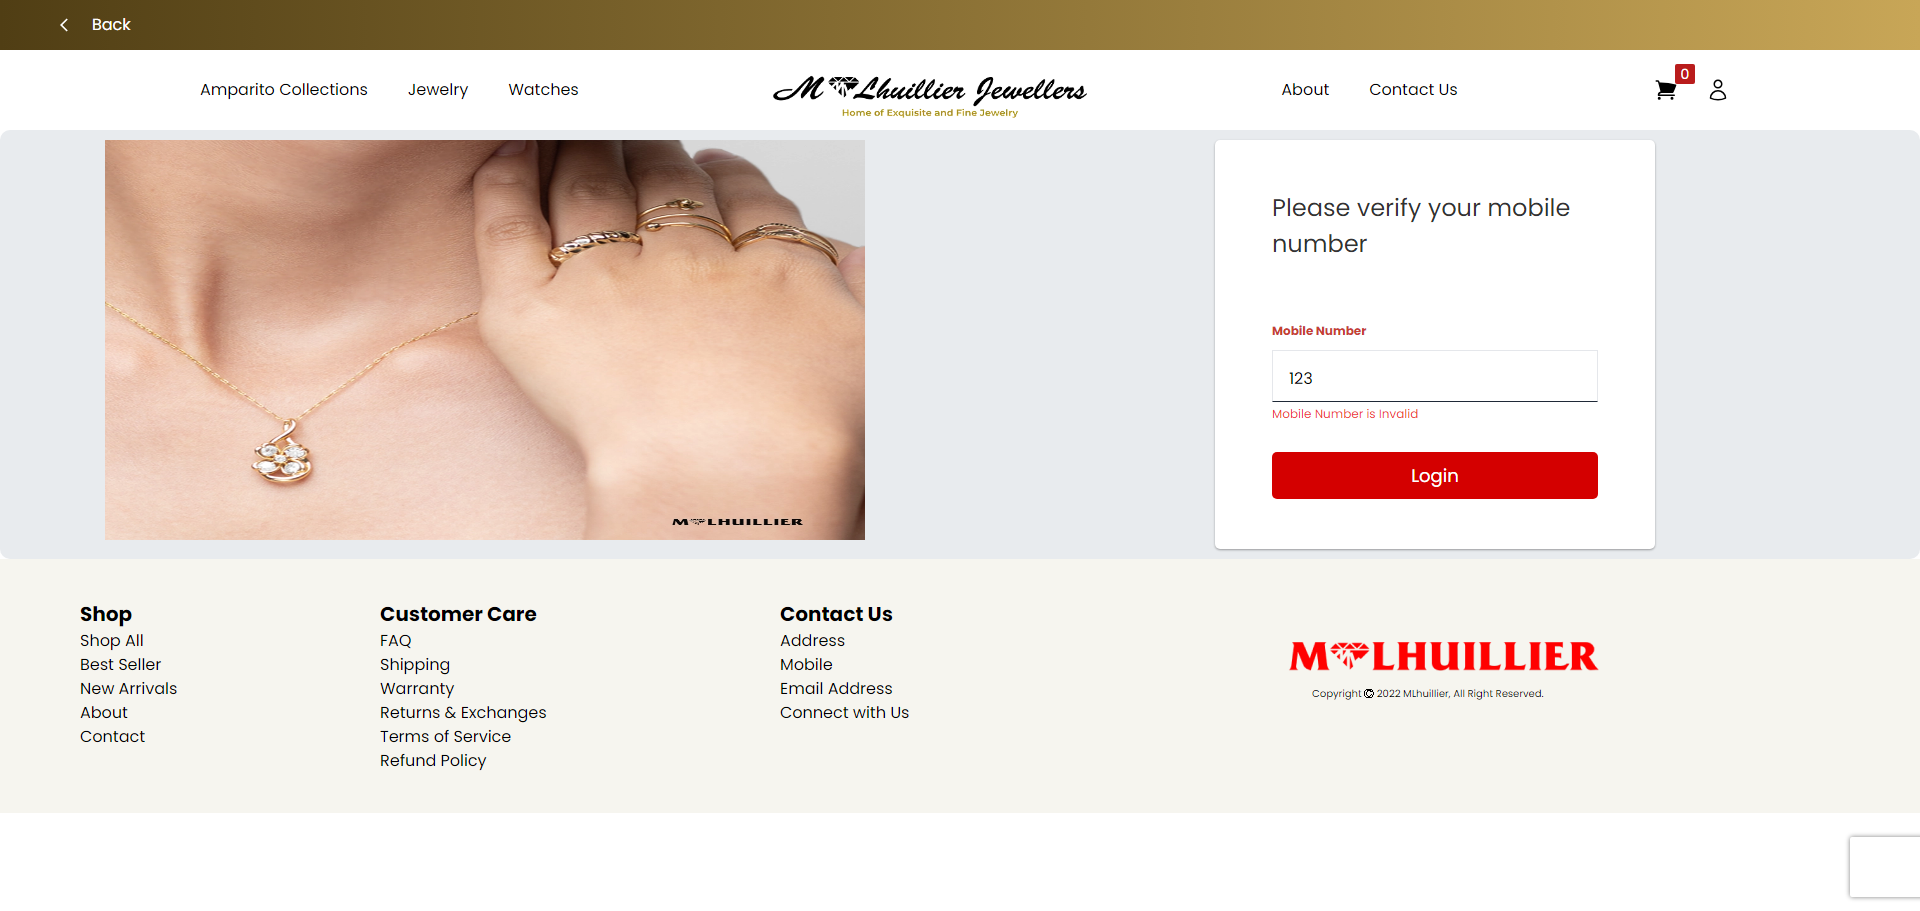 Back
Amparito Collections
Jewelry
Watches
M Lhuillier Jewellers
Home of Exquisite and Fine Jewelry
About
Contact Us
0
M LHUILLIER
Please verify your mobile
number
Mobile Number
123
Mobile Number is Invalid
Login
Shop
Shop All
Best Seller
New Arrivals
About
Contact
Customer Care
FAQ
Shipping
Warranty
Returns & Exchanges
Terms of Service
Refund Policy
Contact Us
Address
Mobile
Email Address
Connect with Us
M LHUILLIER
Copyright © 2022 MLhuillier, All Right Reserved.